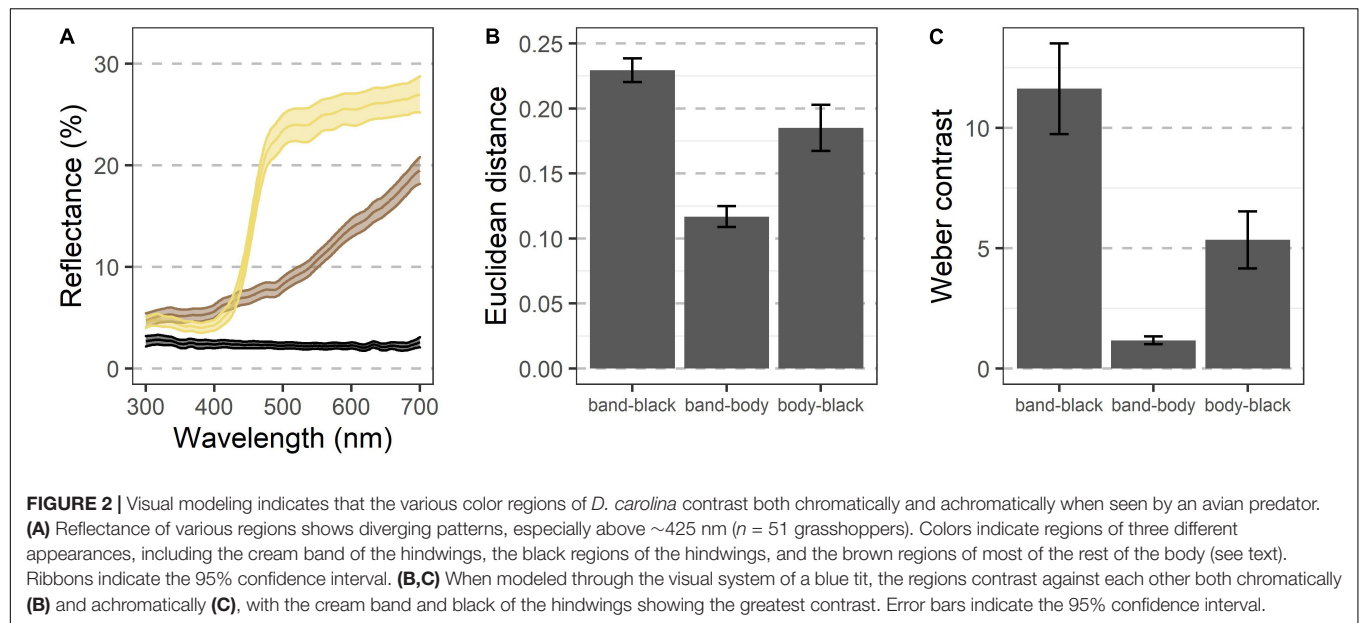 A
30
20
10
0
Reflectance (%)
300 400 500 600 700
Wavelength (nm)
B
0.25
0.20
0.15
0.10
0.05
0.00
Euclidean distance
band-black band-body body-black
C
10
5
0
Weber contrast
band-black band-body body-black
FIGURE 2 | Visual modeling indicates that the various color regions of D. carolina contrast both chromatically and achromatically when seen by an avian predator.
(A) Reflectance of various regions shows diverging patterns, especially above ~425 nm (n = 51 grasshoppers). Colors indicate regions of three different
appearances, including the cream band of the hindwings, the black regions of the hindwings, and the brown regions of most of the rest of the body (see text).
Ribbons indicate the 95% confidence interval. (B,C) When modeled through the visual system of a blue tit, the regions contrast against each other both chromatically
(B) and achromatically (C), with the cream band and black of the hindwings showing the greatest contrast. Error bars indicate the 95% confidence interval.